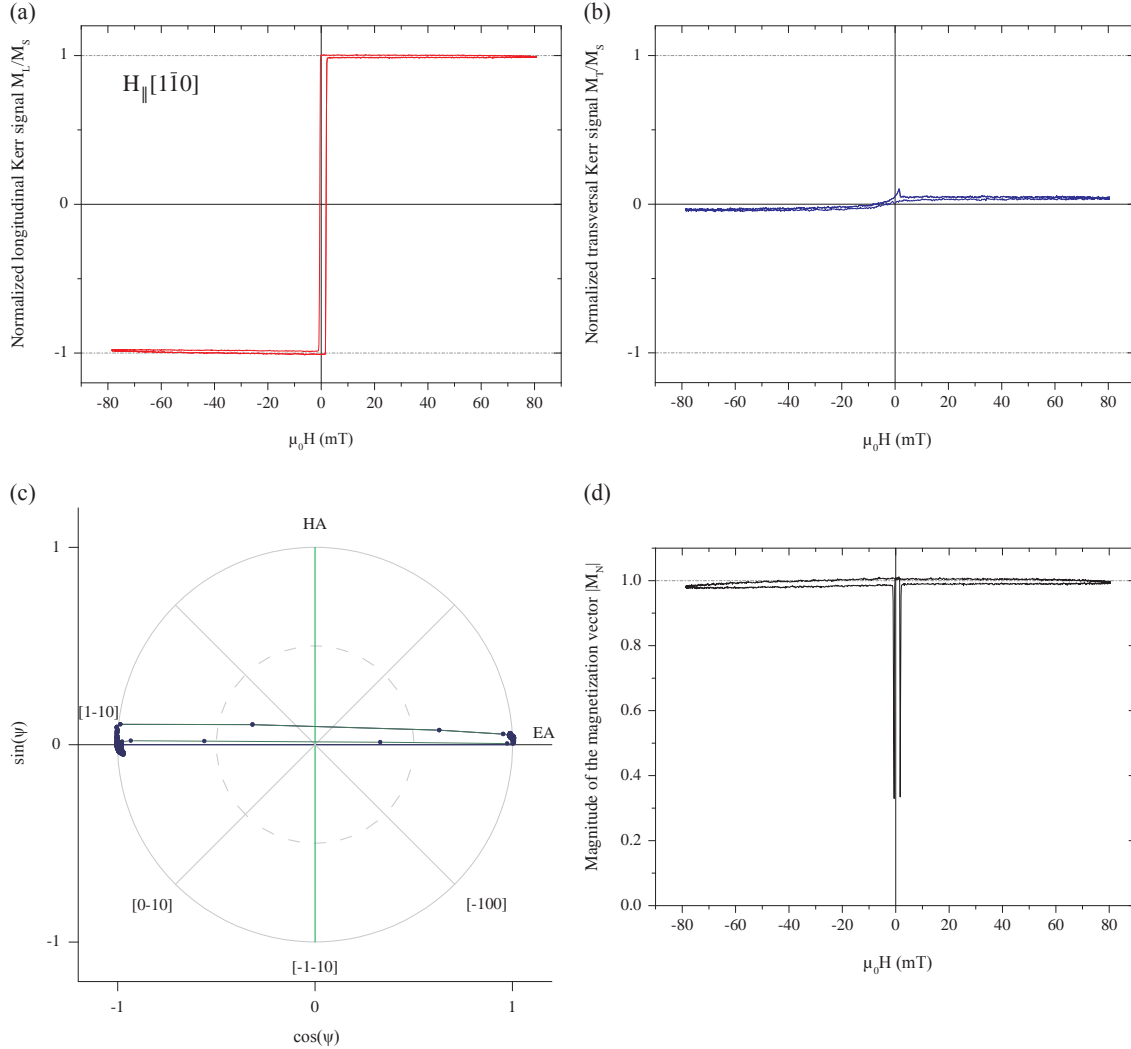 (a)
Normalized longitudinal Kerr signal M_L/M_S
1
0
-1
H_∥[11̄0]
-80 -60 -40 -20 0 20 40 60 80
μ₀H (mT)
(b)
Normalized transversal Kerr signal M_T/M_S
1
0
-1
-80 -60 -40 -20 0 20 40 60 80
μ₀H (mT)
(c)
HA
1
[1-10]
EA
0
sin(ψ)
[0-10]
[-100]
-1
[-1-10]
-1 0 1
cos(ψ)
(d)
Magnitude of the magnetization vector |M_N|
1.0
0.8
0.6
0.4
0.2
0.0
-80 -60 -40 -20 0 20 40 60 80
μ₀H (mT)